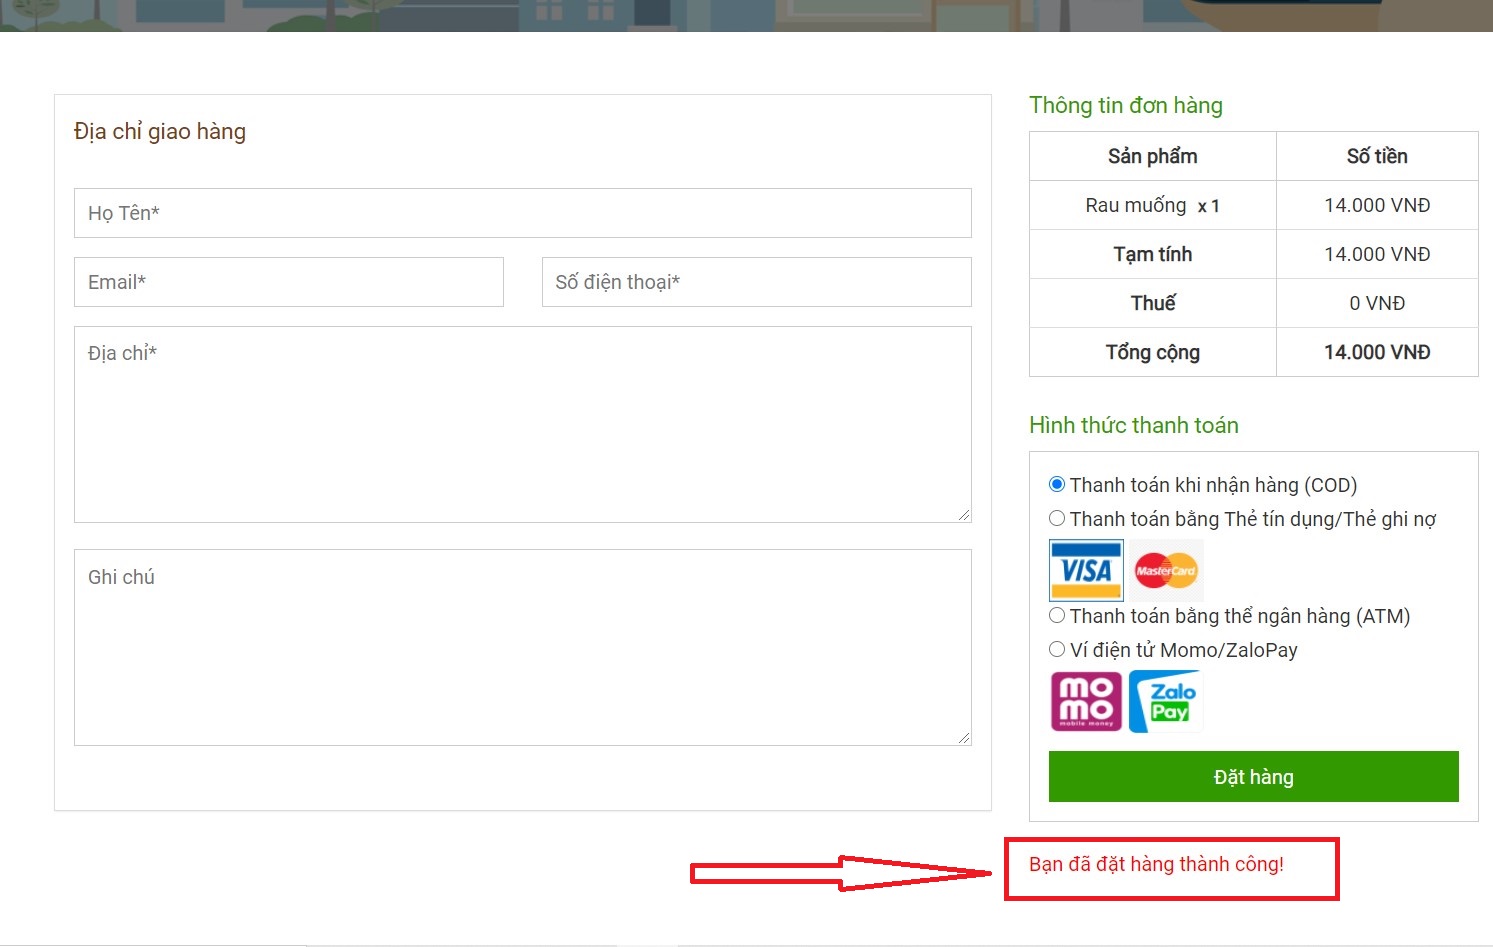 Địa chỉ giao hàng
Họ Tên*
Email*
Số điện thoại*
Địa chỉ*
Ghi chú
Thông tin đơn hàng
Sản phẩm Số tiền
Rau muống x 1 14.000 VNĐ
Tạm tính 14.000 VNĐ
Thuế 0 VNĐ
Tổng cộng 14.000 VNĐ
Hình thức thanh toán
Thanh toán khi nhận hàng (COD)
Thanh toán bằng Thẻ tín dụng/Thẻ ghi nợ
VISA MasterCard
Thanh toán bằng thể ngân hàng (ATM)
Ví điện tử Momo/ZaloPay
mo
mo
mobile money
Zalo
Pay
Đặt hàng
Bạn đã đặt hàng thành công!